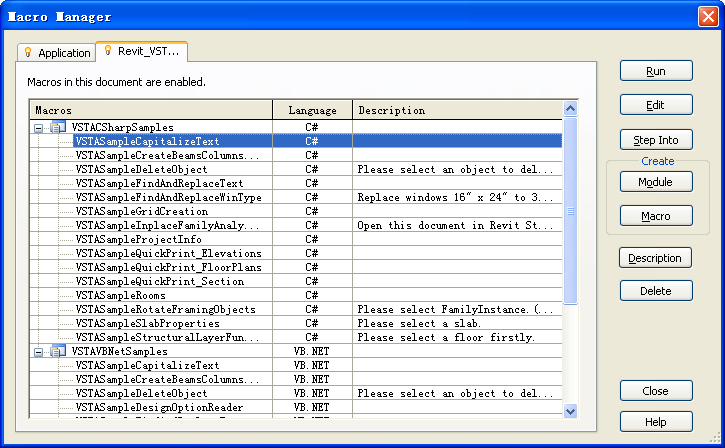 Macro Manager
Application
Revit_VST...
Macros in this document are enabled.
Macros Language Description
VSTACSharpSamples C#
VSTASampleCapitalizeText C#
VSTASampleCreateBeamsColumns... C#
VSTASampleDeleteObject C# Please select an object to del...
VSTASampleFindAndReplaceText C#
VSTASampleFindAndReplaceWinType C# Replace windows 16" x 24" to 3...
VSTASampleGridCreation C#
VSTASampleInplaceFamilyAnaly... C# Open this document in Revit St...
VSTASampleProjectInfo C#
VSTASampleQuickPrint_Elevations C#
VSTASampleQuickPrint_FloorPlans C#
VSTASampleQuickPrint_Section C#
VSTASampleRooms C#
VSTASampleRotateFramingObjects C# Please select FamilyInstance.(...
VSTASampleSlabProperties C# Please select a slab.
VSTASampleStructuralLayerFun... C# Please select a floor firstly.
VSTAVBNetSamples VB.NET
VSTASampleCapitalizeText VB.NET
VSTASampleCreateBeamsColumns... VB.NET
VSTASampleDeleteObject VB.NET Please select an object to del...
VSTASampleDesignOptionReader VB.NET
Run
Edit
Step Into
Create
Module
Macro
Description
Delete
Close
Help